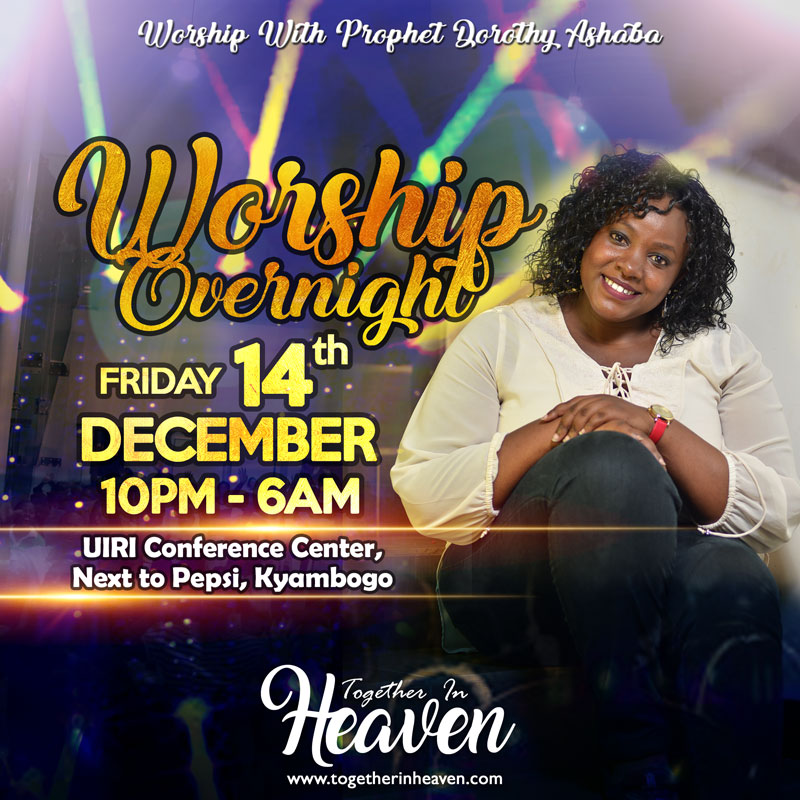 Worship With Prophet Dorothy Ashaba
Worship
Overnight
FRIDAY 14th
DECEMBER
10PM - 6AM
UIRI Conference Center,
Next to Pepsi, Kyambogo
Together In
Heaven
www.togetherinheaven.com